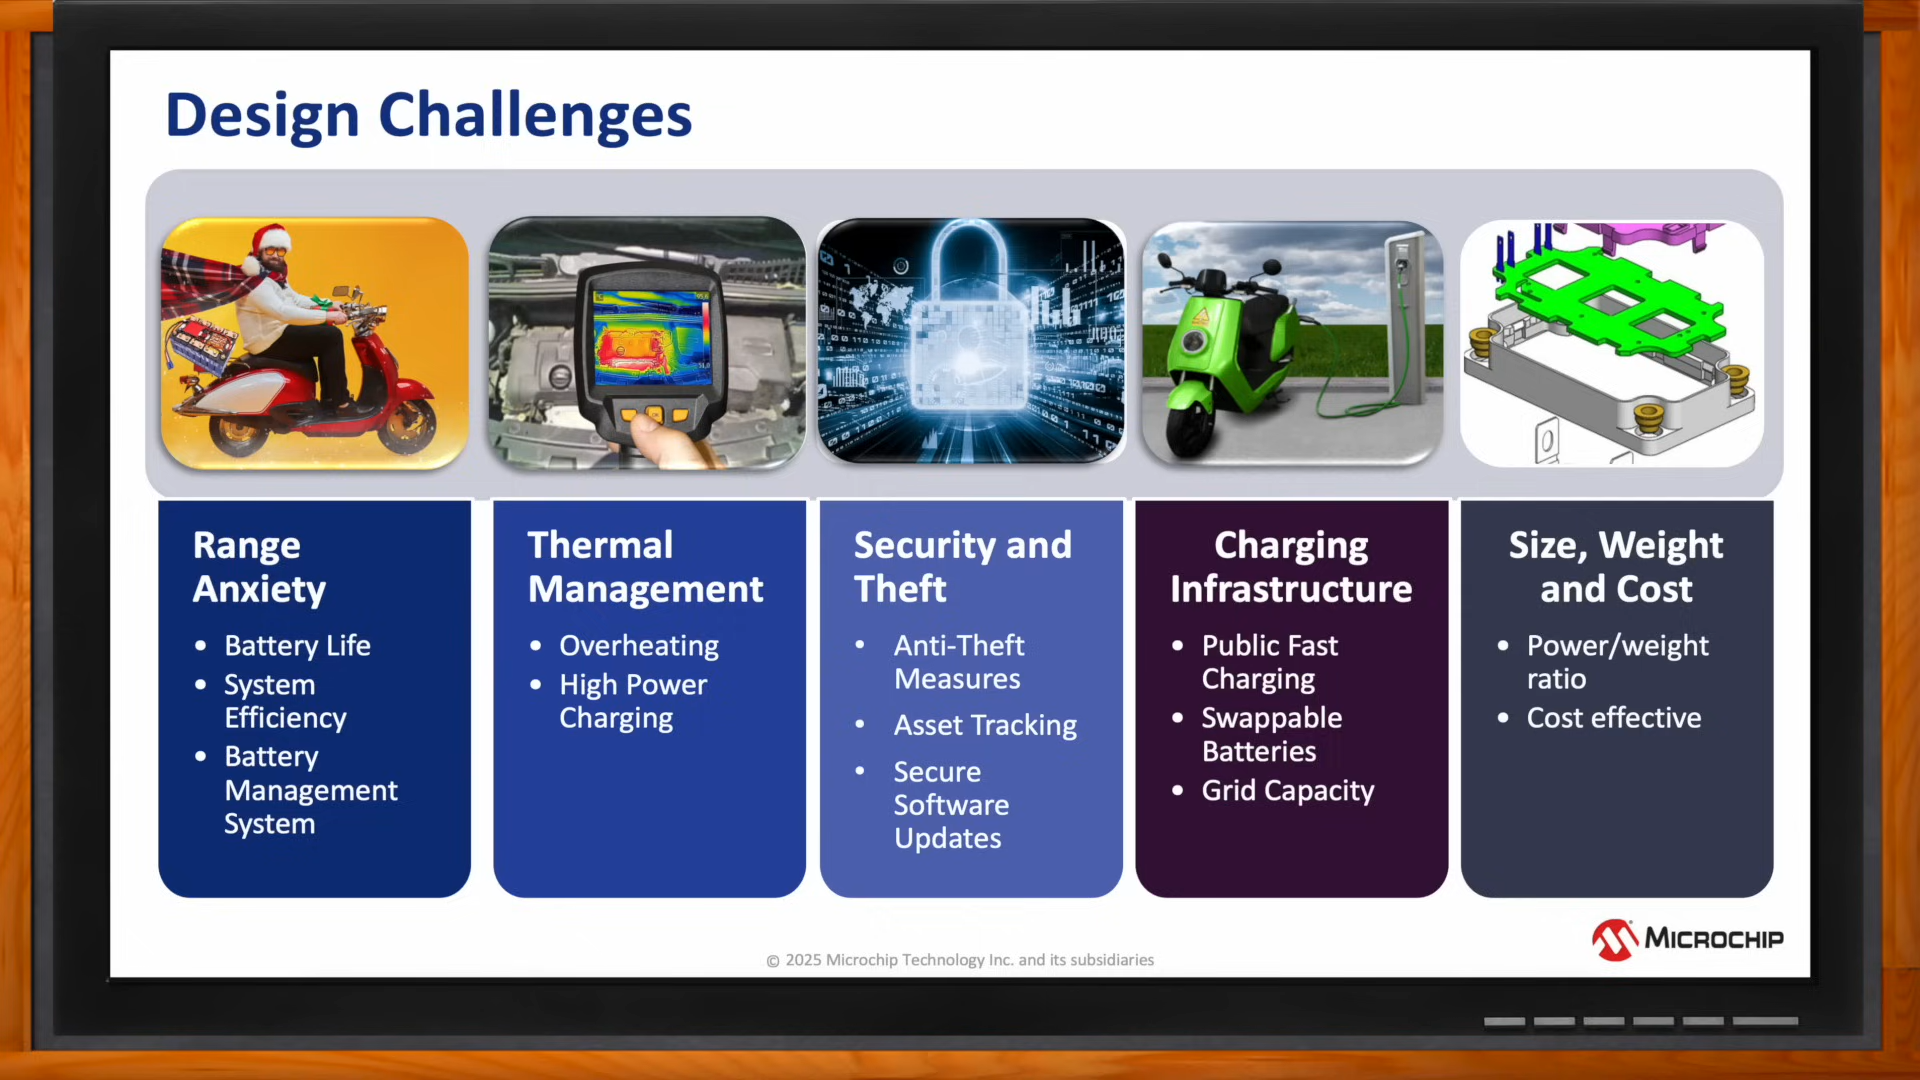 Design Challenges
Range
Anxiety
• Battery Life
• System
Efficiency
• Battery
Management
System
Thermal
Management
• Overheating
• High Power
Charging
Security and
Theft
• Anti-Theft
Measures
• Asset Tracking
• Secure
Software
Updates
Charging
Infrastructure
• Public Fast
Charging
• Swappable
Batteries
• Grid Capacity
Size, Weight
and Cost
• Power/weight
ratio
• Cost effective
MICROCHIP
© 2025 Microchip Technology Inc. and its subsidiaries